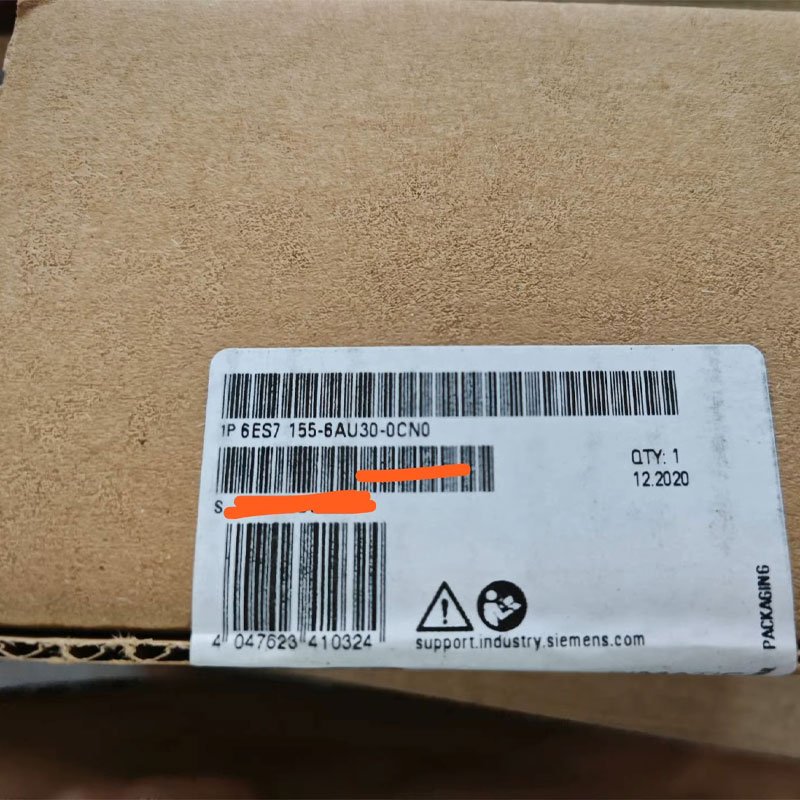 1P 6ES7 155-6AU30-0CN0
QTY: 1
12.2020
S
4 047623 410324
support.industry.siemens.com
PACKAGING